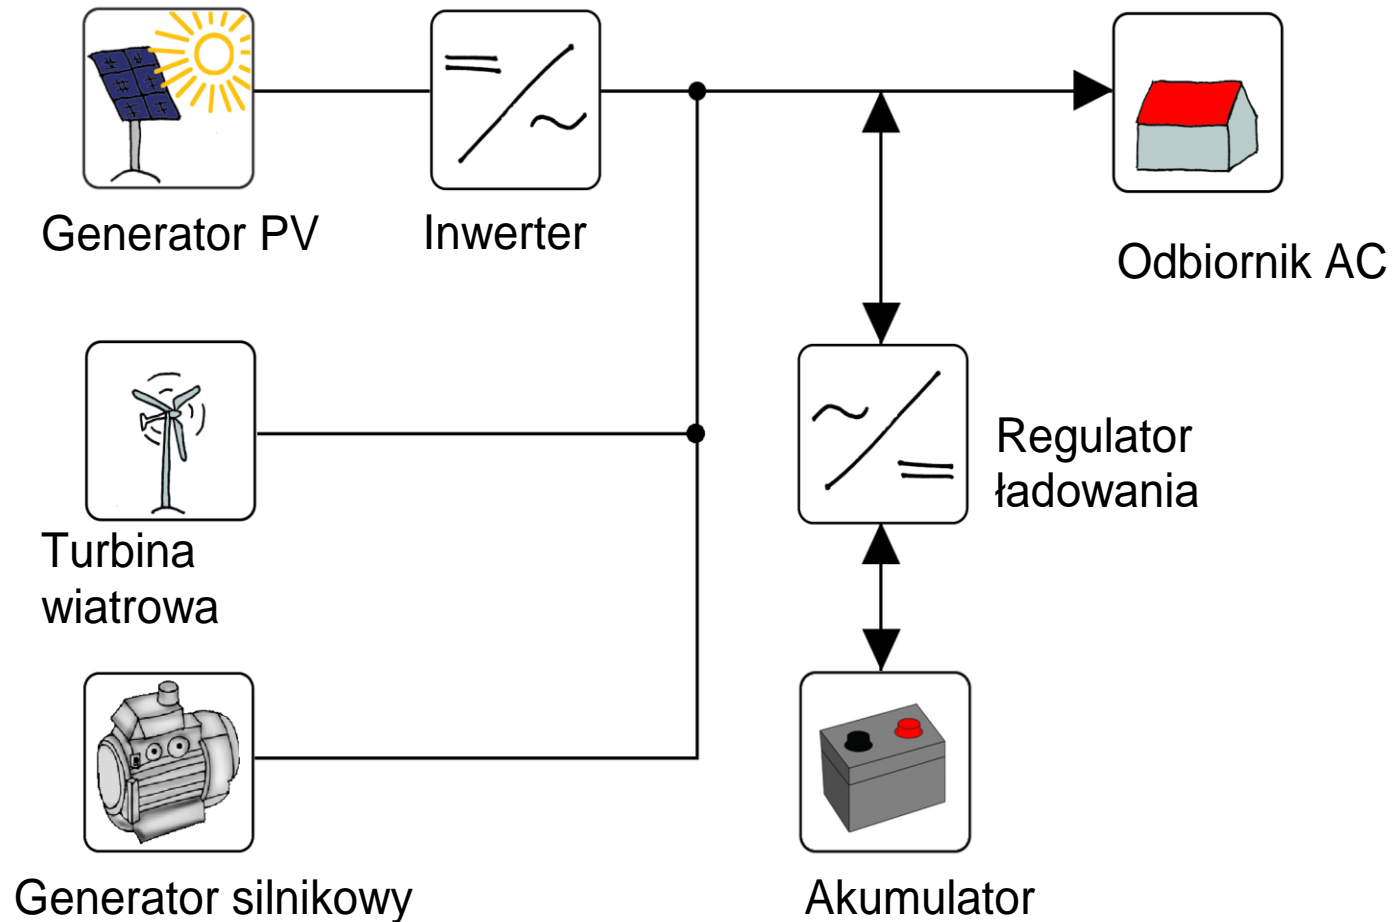 Generator PV
Inwerter
Odbiornik AC
Regulator
ładowania
Turbina
wiatrowa
Generator silnikowy
Akumulator